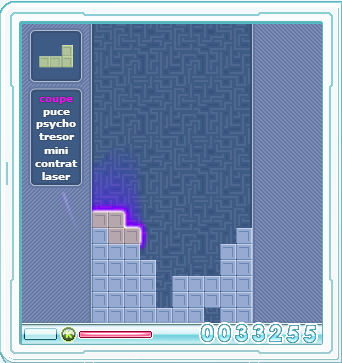 coupe
puce
psycho
tresor
mini
contrat
laser
0033255